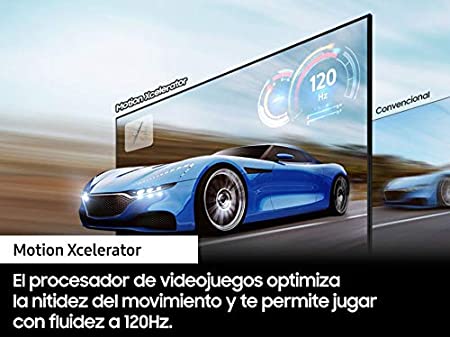 Motion Xcelerator
120
Hz
Convencional
Motion Xcelerator
El procesador de videojuegos optimiza
la nitidez del movimiento y te permite jugar
con fluidez a 120Hz.